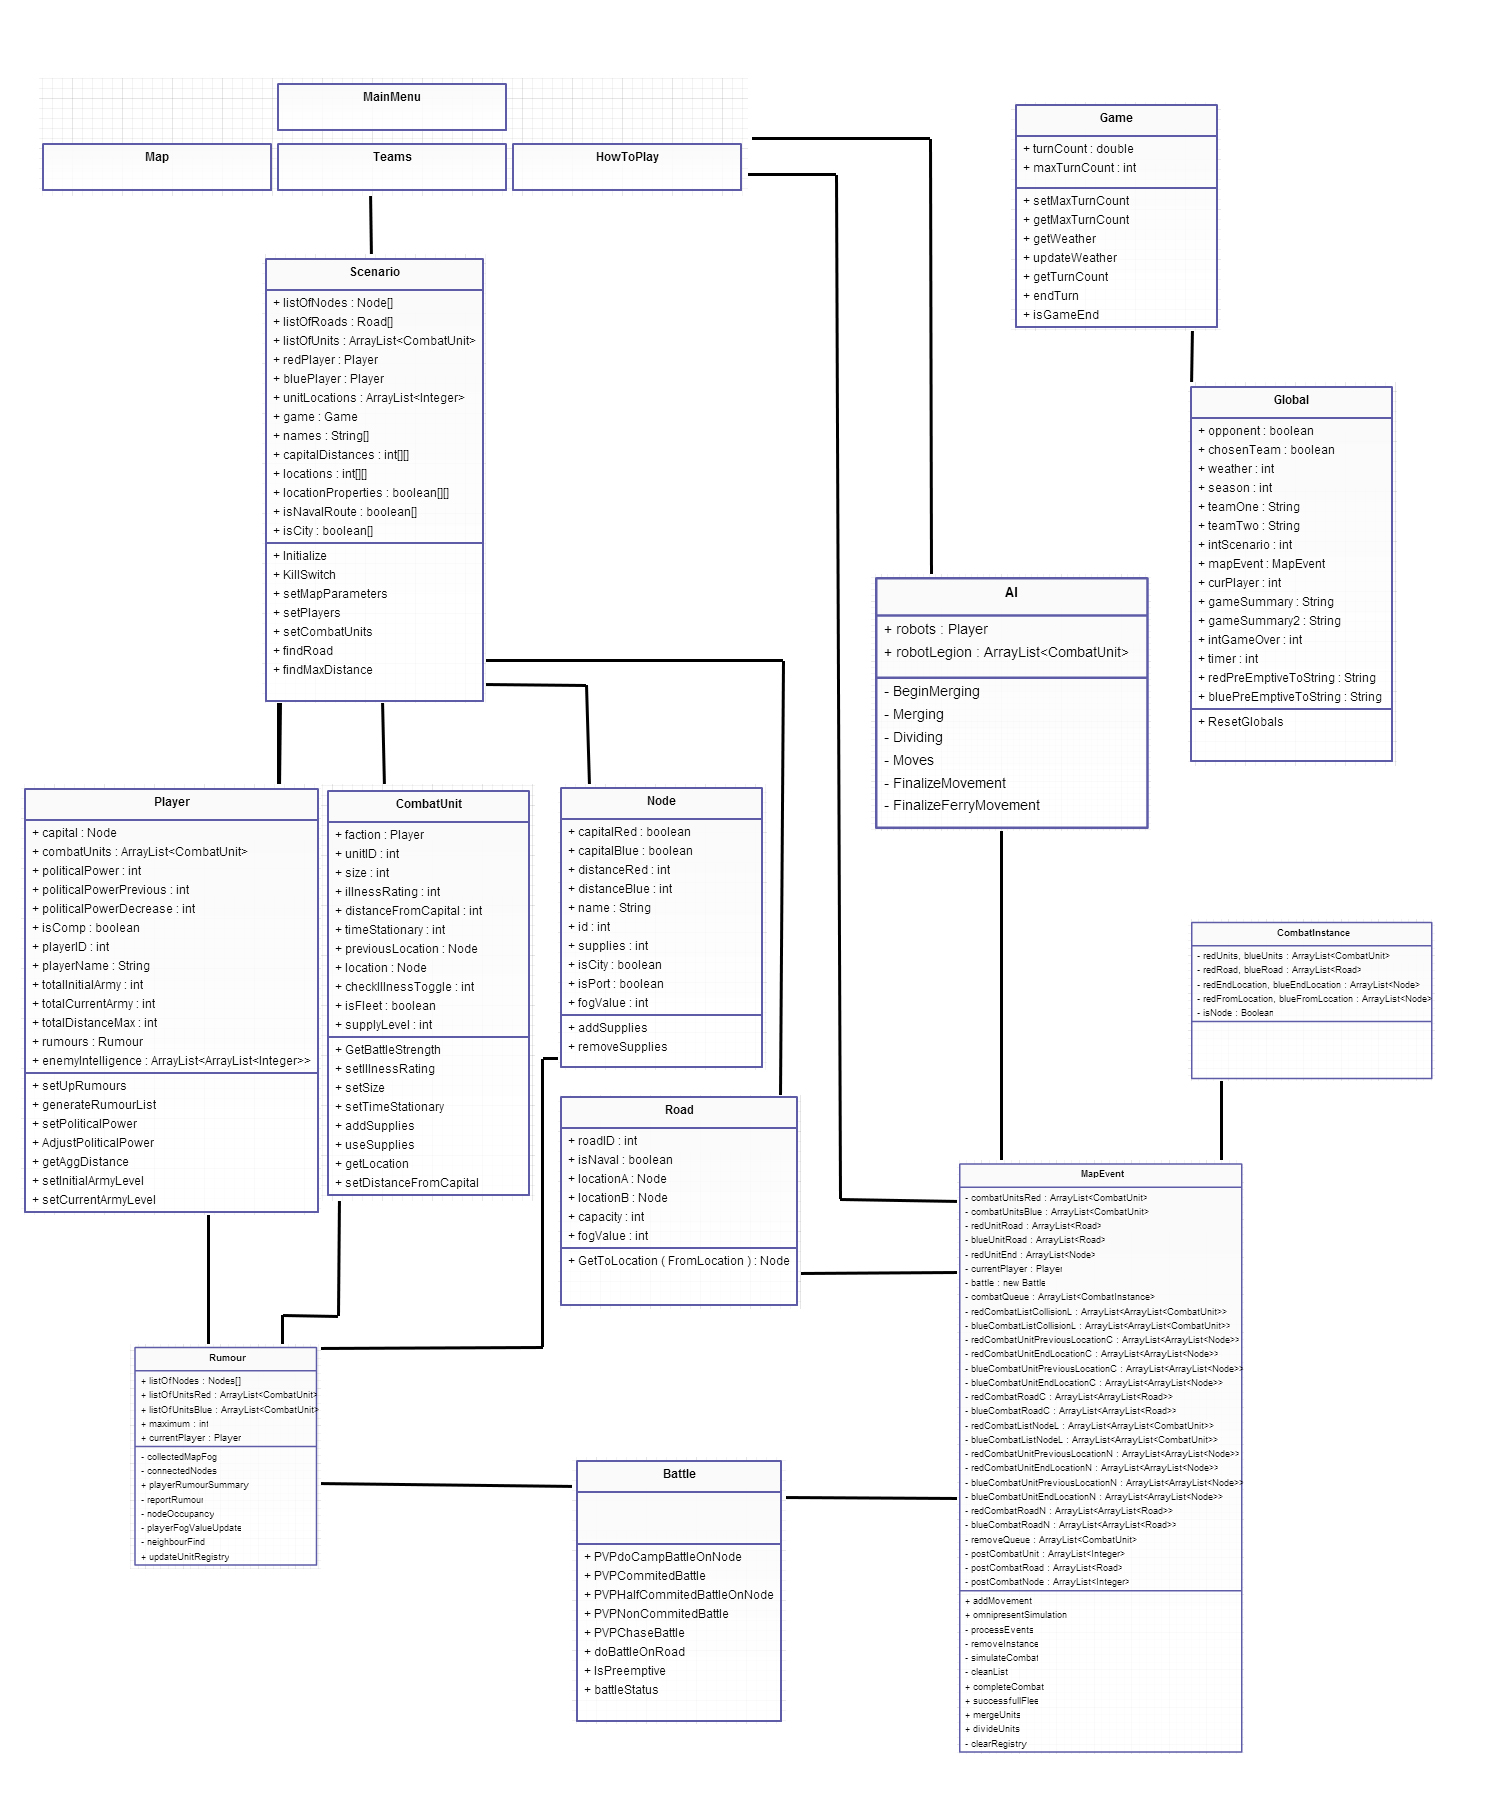 MainMenu
Map
Teams
HowToPlay
Game
+ turnCount : double
+ maxTurnCount : int
+ setMaxTurnCount
+ getMaxTurnCount
+ getWeather
+ updateWeather
+ getTurnCount
+ endTurn
+ isGameEnd
Scenario
+ listOfNodes : Node[]
+ listOfRoads : Road[]
+ listOfUnits : ArrayList<CombatUnit>
+ redPlayer : Player
+ bluePlayer : Player
+ unitLocations : ArrayList<Integer>
+ game : Game
+ names : String[]
+ capitalDistances : int[][]
+ locations : int[][]
+ locationProperties : boolean[][]
+ isNavalRoute : boolean[]
+ isCity : boolean[]
+ Initialize
+ KillSwitch
+ setMapParameters
+ setPlayers
+ setCombatUnits
+ findRoad
+ findMaxDistance
Global
+ opponent : boolean
+ chosenTeam : boolean
+ weather : int
+ season : int
+ teamOne : String
+ teamTwo : String
+ intScenario : int
+ mapEvent : MapEvent
+ curPlayer : int
+ gameSummary : String
+ gameSummary2 : String
+ intGameOver : int
+ timer : int
+ redPreEmptiveToString : String
+ bluePreEmptiveToString : String
+ ResetGlobals
AI
+ robots : Player
+ robotLegion : ArrayList<CombatUnit>
- BeginMerging
- Merging
- Dividing
- Moves
- FinalizeMovement
- FinalizeFerryMovement
Player
+ capital : Node
+ combatUnits : ArrayList<CombatUnit>
+ politicalPower : int
+ politicalPowerPrevious : int
+ politicalPowerDecrease : int
+ isComp : boolean
+ playerID : int
+ playerName : String
+ totalInitialArmy : int
+ totalCurrentArmy : int
+ totalDistanceMax : int
+ rumours : Rumour
+ enemyIntelligence : ArrayList<ArrayList<Integer>>
+ setUpRumours
+ generateRumourList
+ setPoliticalPower
+ AdjustPoliticalPower
+ getAggDistance
+ setInitialArmyLevel
+ setCurrentArmyLevel
CombatUnit
+ faction : Player
+ unitID : int
+ size : int
+ illnessRating : int
+ distanceFromCapital : int
+ timeStationary : int
+ previousLocation : Node
+ location : Node
+ checkIllnessToggle : int
+ isFleet : boolean
+ supplyLevel : int
+ GetBattleStrength
+ setIllnessRating
+ setSize
+ setTimeStationary
+ addSupplies
+ useSupplies
+ getLocation
+ setDistanceFromCapital
Node
+ capitalRed : boolean
+ capitalBlue : boolean
+ distanceRed : int
+ distanceBlue : int
+ name : String
+ id : int
+ supplies : int
+ isCity : boolean
+ isPort : boolean
+ fogValue : int
+ addSupplies
+ removeSupplies
Road
+ roadID : int
+ isNaval : boolean
+ locationA : Node
+ locationB : Node
+ capacity : int
+ fogValue : int
+ GetToLocation ( FromLocation ) : Node
CombatInstance
- redUnits, blueUnits : ArrayList<CombatUnit>
- redRoad, blueRoad : ArrayList<Road>
- redEndLocation, blueEndLocation : ArrayList<Node>
- redFromLocation, blueFromLocation : ArrayList<Node>
- isNode : Boolean
MapEvent
- combatUnitsRed : ArrayList<CombatUnit>
- combatUnitsBlue : ArrayList<CombatUnit>
- redUnitRoad : ArrayList<Road>
- blueUnitRoad : ArrayList<Road>
- redUnitEnd : ArrayList<Node>
- currentPlayer : Player
- battle : new Battle
- combatQueue : ArrayList<CombatInstance>
- redCombatListCollisionL : ArrayList<ArrayList<CombatUnit>>
- blueCombatListCollisionL : ArrayList<ArrayList<CombatUnit>>
- redCombatUnitPreviousLocationC : ArrayList<ArrayList<Node>>
- redCombatUnitEndLocationC : ArrayList<ArrayList<Node>>
- blueCombatUnitPreviousLocationC : ArrayList<ArrayList<Node>>
- blueCombatUnitEndLocationC : ArrayList<ArrayList<Node>>
- redCombatRoadC : ArrayList<ArrayList<Road>>
- blueCombatRoadC : ArrayList<ArrayList<Road>>
- redCombatListNodeL : ArrayList<ArrayList<CombatUnit>>
- blueCombatListNodeL : ArrayList<ArrayList<CombatUnit>>
- redCombatUnitPreviousLocationN : ArrayList<ArrayList<Node>>
- redCombatUnitEndLocationN : ArrayList<ArrayList<Node>>
- blueCombatUnitPreviousLocationN : ArrayList<ArrayList<Node>>
- blueCombatUnitEndLocationN : ArrayList<ArrayList<Node>>
- redCombatRoadN : ArrayList<ArrayList<Road>>
- blueCombatRoadN : ArrayList<ArrayList<Road>>
- removeQueue : ArrayList<CombatUnit>
- postCombatUnit : ArrayList<Integer>
- postCombatRoad : ArrayList<Road>
- postCombatNode : ArrayList<Integer>
+ addMovement
+ omnipresentSimulation
- processEvents
- removeInstance
- simulateCombat
- cleanList
+ completeCombat
+ successfullFlee
+ mergeUnits
+ divideUnits
- clearRegistry
Rumour
+ listOfNodes : Nodes[]
+ listOfUnitsRed : ArrayList<CombatUnit>
+ listOfUnitsBlue : ArrayList<CombatUnit>
+ maximum : int
+ currentPlayer : Player
- collectedMapFog
- connectedNodes
+ playerRumourSummary
- reportRumour
- nodeOccupancy
- playerFogValueUpdate
- neighbourFind
+ updateUnitRegistry
Battle
+ PVPdoCampBattleOnNode
+ PVPCommitedBattle
+ PVPHalfCommitedBattleOnNode
+ PVPNonCommitedBattle
+ PVPChaseBattle
+ doBattleOnRoad
+ IsPreemptive
+ battleStatus